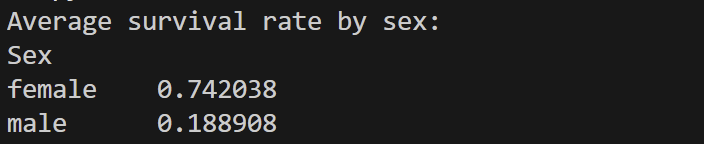 Average survival rate by sex:
Sex
female    0.742038
male      0.188908